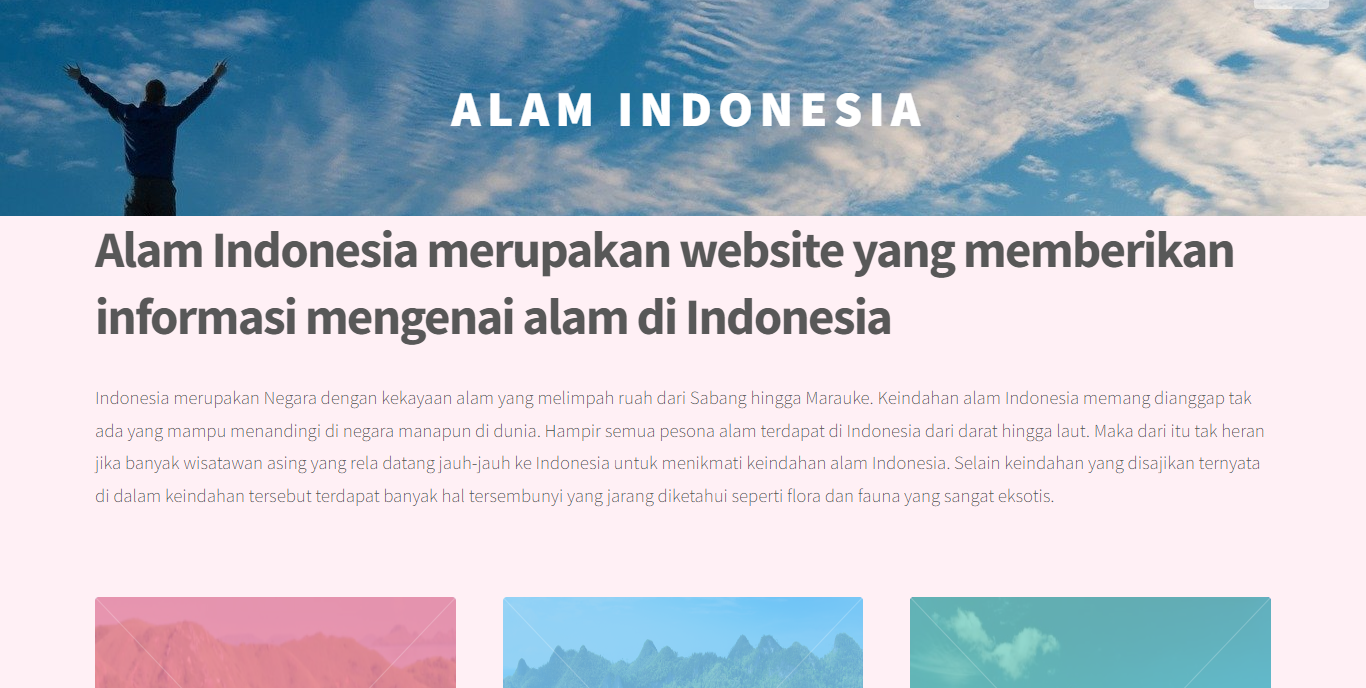 ALAM INDONESIA
Alam Indonesia merupakan website yang memberikan
informasi mengenai alam di Indonesia
Indonesia merupakan Negara dengan kekayaan alam yang melimpah ruah dari Sabang hingga Marauke. Keindahan alam Indonesia memang dianggap tak
ada yang mampu menandingi di negara manapun di dunia. Hampir semua pesona alam terdapat di Indonesia dari darat hingga laut. Maka dari itu tak heran
jika banyak wisatawan asing yang rela datang jauh-jauh ke Indonesia untuk menikmati keindahan alam Indonesia. Selain keindahan yang disajikan ternyata
di dalam keindahan tersebut terdapat banyak hal tersembunyi yang jarang diketahui seperti flora dan fauna yang sangat eksotis.